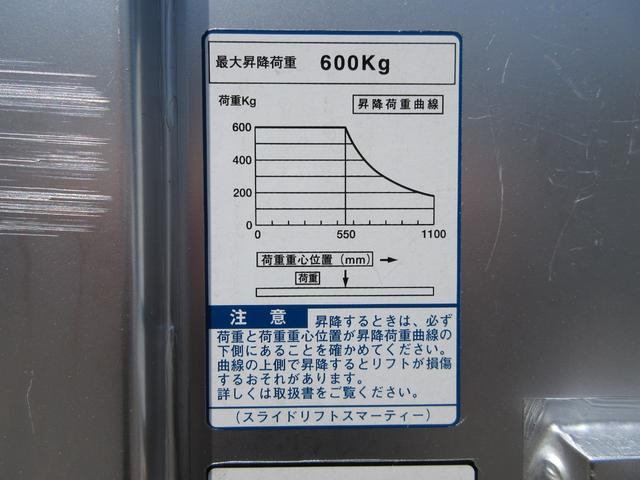 最大昇降荷重 600Kg
荷重Kg
昇降荷重曲線
600
400
200
0
0 550 1100
荷重重心位置(mm)→
荷重
注意 昇降するときは、必ず
荷重と荷重重心位置が昇降荷重曲線の
下側にあることを確かめてください。
曲線の上側で昇降するとリフトが損傷
するおそれがあります。
詳しくは取扱書をご覧ください。
(スライドリフトスマーティー)